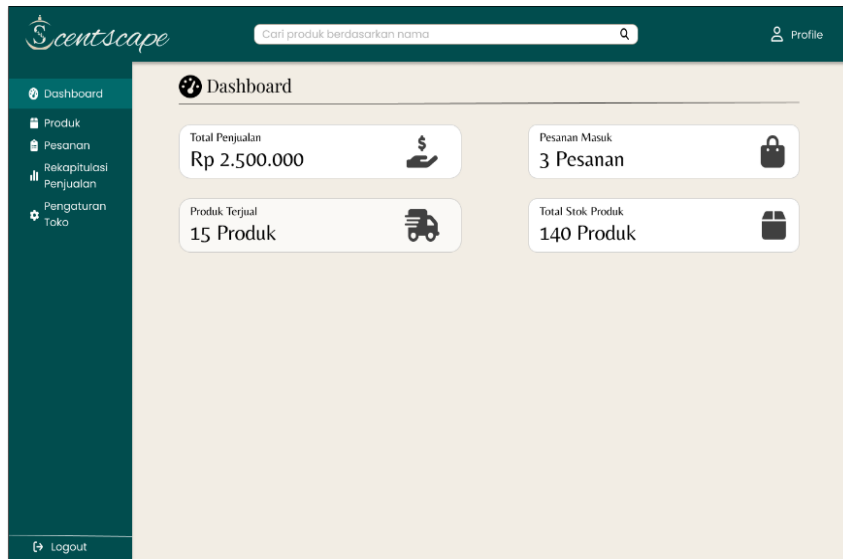 Scentscape
Cari produk berdasarkan nama
Profile
Dashboard
Produk
Pesanan
Rekapitulasi
Penjualan
Pengaturan
Toko
Logout
Dashboard
Total Penjualan
Rp 2.500.000
Pesanan Masuk
3 Pesanan
Produk Terjual
15 Produk
Total Stok Produk
140 Produk